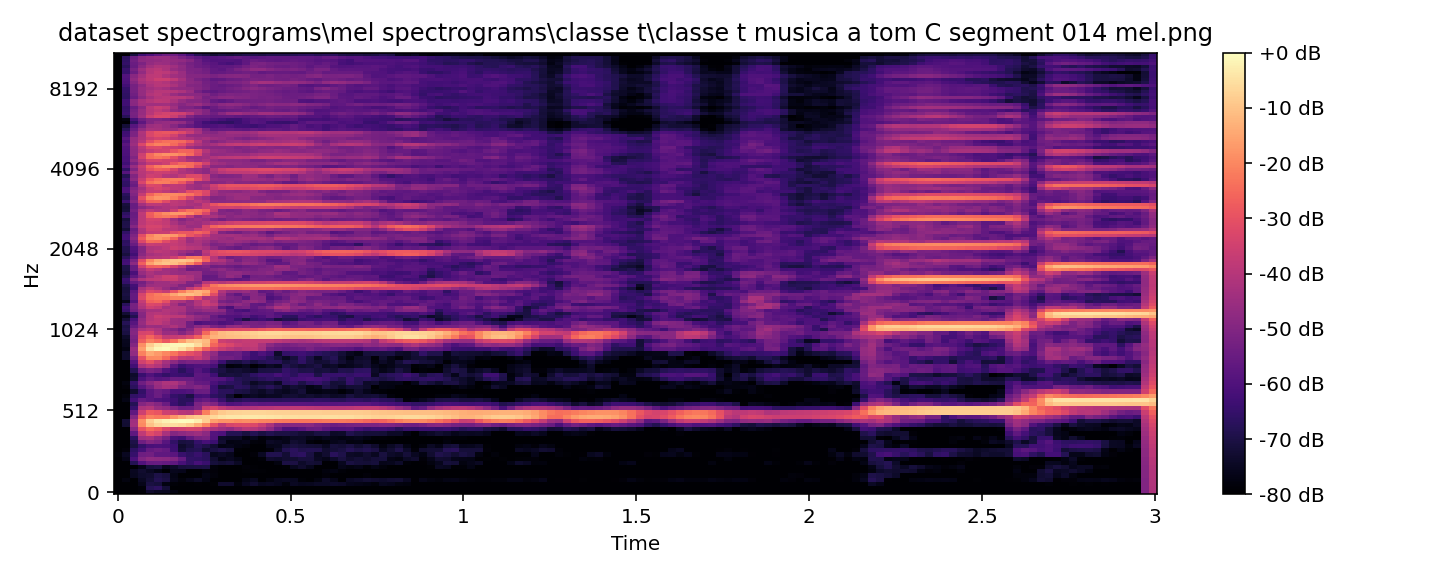 dataset spectrograms\mel spectrograms\classe t\classe t musica a tom C segment 014 mel.png
Hz
8192
4096
2048
1024
512
0
0
0.5
1
1.5
2
2.5
3
Time
+0 dB
-10 dB
-20 dB
-30 dB
-40 dB
-50 dB
-60 dB
-70 dB
-80 dB